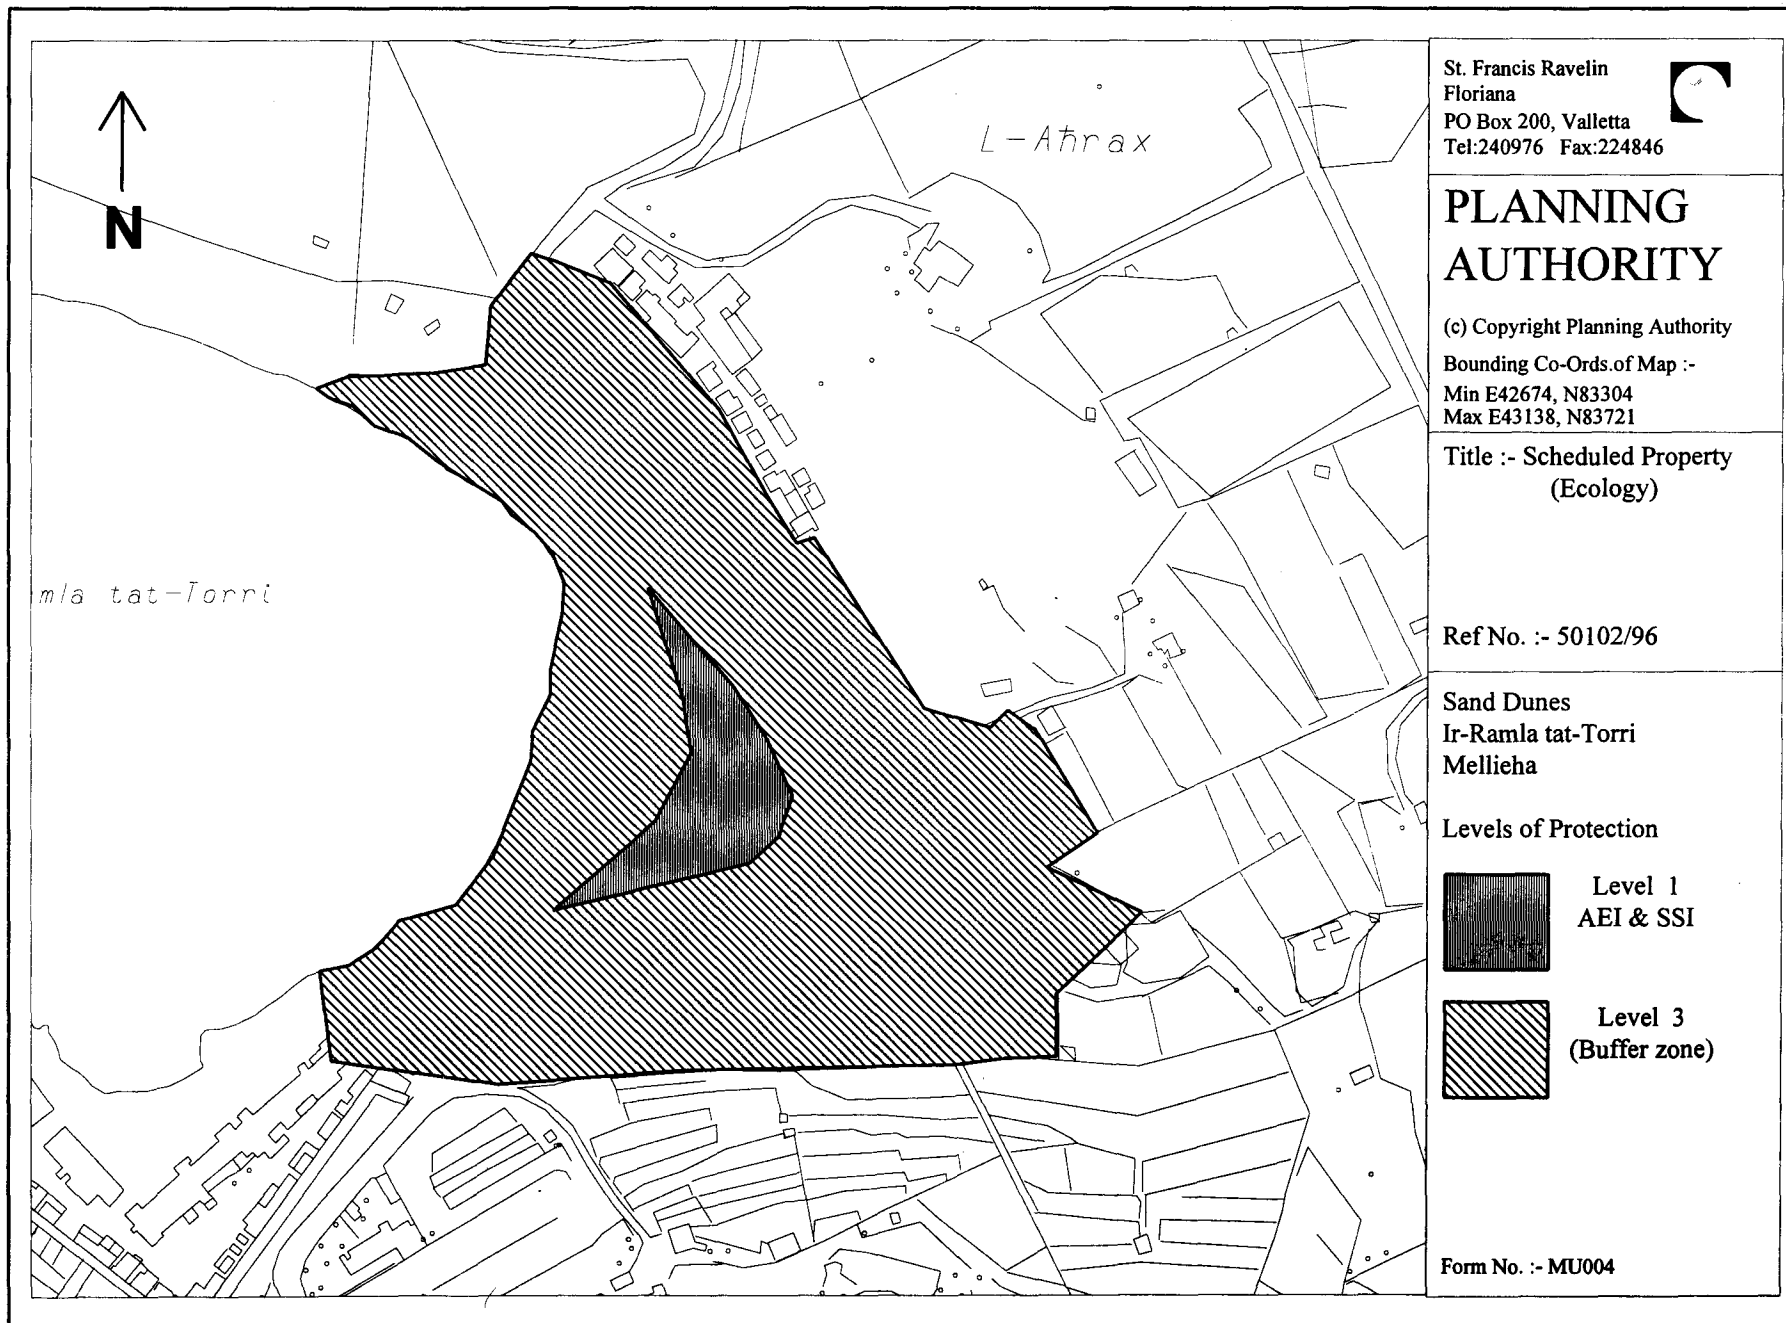 L-Aħrax
N
mla tat-Torri
St. Francis Ravelin
Floriana
PO Box 200, Valletta
Tel:240976 Fax:224846
PLANNING
AUTHORITY
(c) Copyright Planning Authority
Bounding Co-Ords.of Map :-
Min E42674, N83304
Max E43138, N83721
Title :- Scheduled Property
(Ecology)
Ref No. :- 50102/96
Sand Dunes
Ir-Ramla tat-Torri
Mellieha
Levels of Protection
Level 1
AEI & SSI
Level 3
(Buffer zone)
Form No. :- MU004